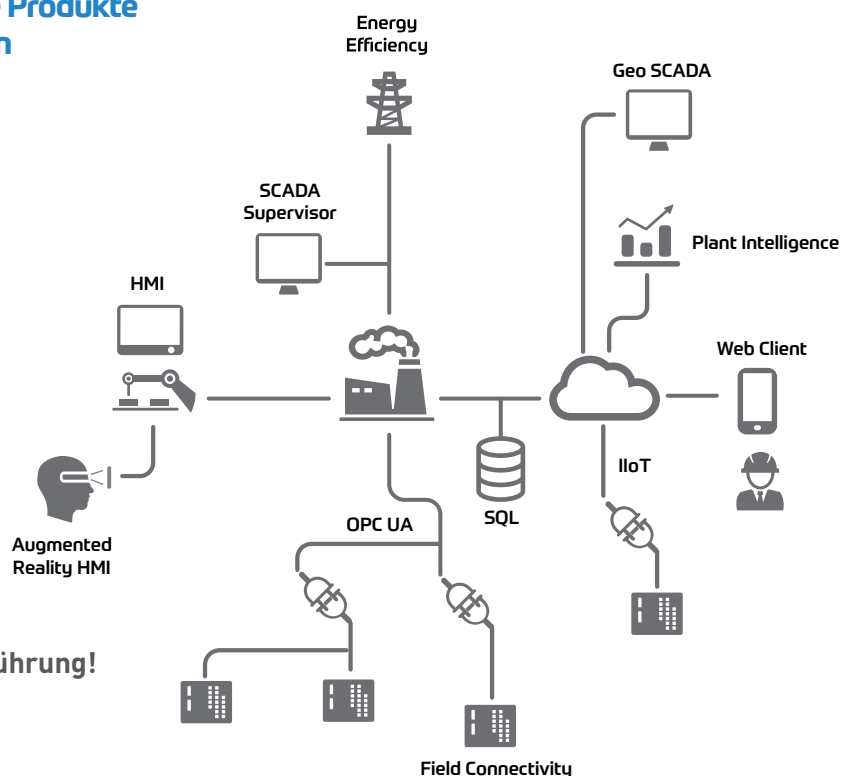 Produkte
n
Energy
Efficiency
Geo SCADA
SCADA
Supervisor
Plant Intelligence
HMI
Web Client
IIoT
SQL
OPC UA
Augmented
Reality HMI
ührung!
Field Connectivity